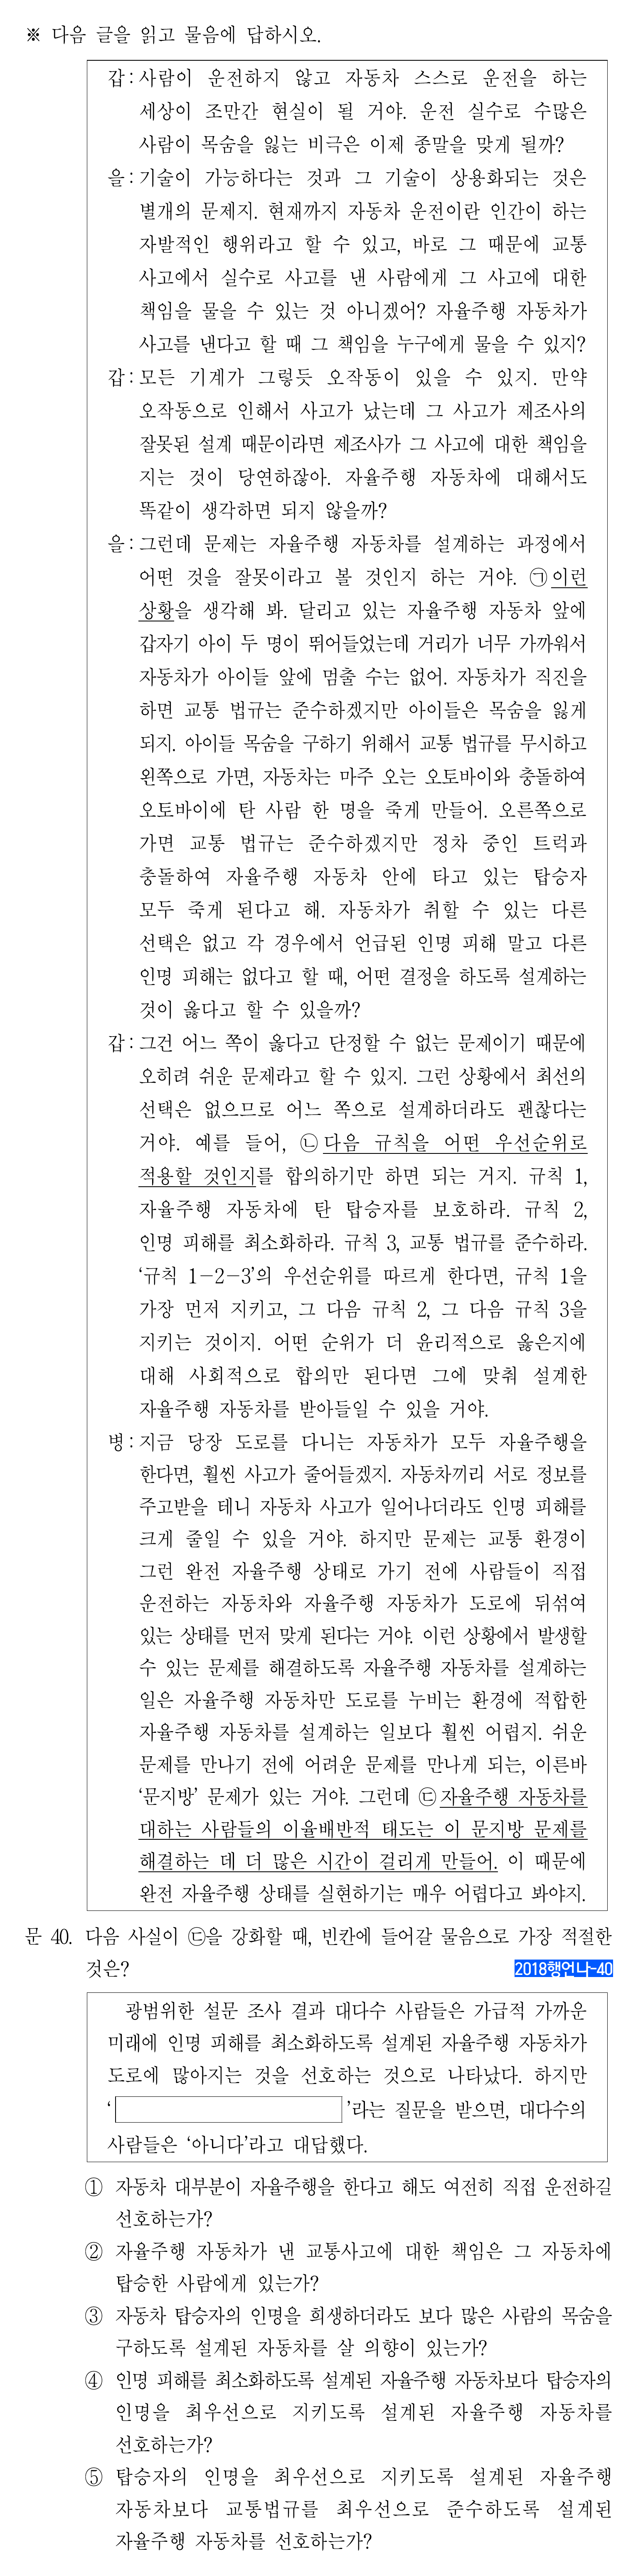 ※ 다음 글을 읽고 물음에 답하시오.
갑: 사람이 운전하지 않고 자동차 스스로 운전을 하는
세상이 조만간 현실이 될 거야. 운전 실수로 수많은
사람이 목숨을 잃는 비극은 이제 종말을 맞게 될까?
을: 기술이 가능하다는 것과 그 기술이 상용화되는 것은
별개의 문제지. 현재까지 자동차 운전이란 인간이 하는
자발적인 행위라고 할 수 있고, 바로 그 때문에 교통
사고에서 실수로 사고를 낸 사람에게 그 사고에 대한
책임을 물을 수 있는 것 아니겠어? 자율주행 자동차가
사고를 낸다고 할 때 그 책임을 누구에게 물을 수 있지?
갑: 모든 기계가 그렇듯 오작동이 있을 수 있지. 만약
오작동으로 인해서 사고가 났는데 그 사고가 제조사의
잘못된 설계 때문이라면 제조사가 그 사고에 대한 책임을
지는 것이 당연하잖아. 자율주행 자동차에 대해서도
똑같이 생각하면 되지 않을까?
을: 그런데 문제는 자율주행 자동차를 설계하는 과정에서
어떤 것을 잘못이라고 볼 것인지 하는 거야. ㉠이런
상황을 생각해 봐. 달리고 있는 자율주행 자동차 앞에
갑자기 아이 두 명이 뛰어들었는데 거리가 너무 가까워서
자동차가 아이들 앞에 멈출 수는 없어. 자동차가 직진을
하면 교통 법규는 준수하겠지만 아이들은 목숨을 잃게
되지. 아이들 목숨을 구하기 위해서 교통 법규를 무시하고
왼쪽으로 가면, 자동차는 마주 오는 오토바이와 충돌하여
오토바이에 탄 사람 한 명을 죽게 만들어. 오른쪽으로
가면 교통 법규는 준수하겠지만 정차 중인 트럭과
충돌하여 자율주행 자동차 안에 타고 있는 탑승자
모두 죽게 된다고 해. 자동차가 취할 수 있는 다른
선택은 없고 각 경우에서 언급된 인명 피해 말고 다른
인명 피해는 없다고 할 때, 어떤 결정을 하도록 설계하는
것이 옳다고 할 수 있을까?
갑: 그건 어느 쪽이 옳다고 단정할 수 없는 문제이기 때문에
오히려 쉬운 문제라고 할 수 있지. 그런 상황에서 최선의
선택은 없으므로 어느 쪽으로 설계하더라도 괜찮다는
거야. 예를 들어, ㉡다음 규칙을 어떤 우선순위로
적용할 것인지를 합의하기만 하면 되는 거지. 규칙 1,
자율주행 자동차에 탄 탑승자를 보호하라. 규칙 2,
인명 피해를 최소화하라. 규칙 3, 교통 법규를 준수하라.
‘규칙 1-2-3’의 우선순위를 따르게 한다면, 규칙 1을
가장 먼저 지키고, 그 다음 규칙 2, 그 다음 규칙 3을
지키는 것이지. 어떤 순위가 더 윤리적으로 옳은지에
대해 사회적으로 합의만 된다면 그에 맞춰 설계한
자율주행 자동차를 받아들일 수 있을 거야.
병: 지금 당장 도로를 다니는 자동차가 모두 자율주행을
한다면, 훨씬 사고가 줄어들겠지. 자동차끼리 서로 정보를
주고받을 테니 자동차 사고가 일어나더라도 인명 피해를
크게 줄일 수 있을 거야. 하지만 문제는 교통 환경이
그런 완전 자율주행 상태로 가기 전에 사람들이 직접
운전하는 자동차와 자율주행 자동차가 도로에 뒤섞여
있는 상태를 먼저 맞게 된다는 거야. 이런 상황에서 발생할
수 있는 문제를 해결하도록 자율주행 자동차를 설계하는
일은 자율주행 자동차만 도로를 누비는 환경에 적합한
자율주행 자동차를 설계하는 일보다 훨씬 어렵지. 쉬운
문제를 만나기 전에 어려운 문제를 만나게 되는, 이른바
‘문지방’ 문제가 있는 거야. 그런데 ㉢자율주행 자동차를
대하는 사람들의 이율배반적 태도는 이 문지방 문제를
해결하는 데 더 많은 시간이 걸리게 만들어. 이 때문에
완전 자율주행 상태를 실현하기는 매우 어렵다고 봐야지.
문 40. 다음 사실이 ㉢을 강화할 때, 빈칸에 들어갈 물음으로 가장 적절한
것은? 2018행언나-40
광범위한 설문 조사 결과 대다수 사람들은 가급적 가까운
미래에 인명 피해를 최소화하도록 설계된 자율주행 자동차가
도로에 많아지는 것을 선호하는 것으로 나타났다. 하지만
‘ ’라는 질문을 받으면, 대다수의
사람들은 ‘아니다’라고 대답했다.
① 자동차 대부분이 자율주행을 한다고 해도 여전히 직접 운전하길
선호하는가?
② 자율주행 자동차가 낸 교통사고에 대한 책임은 그 자동차에
탑승한 사람에게 있는가?
③ 자동차 탑승자의 인명을 희생하더라도 보다 많은 사람의 목숨을
구하도록 설계된 자동차를 살 의향이 있는가?
④ 인명 피해를 최소화하도록 설계된 자율주행 자동차보다 탑승자의
인명을 최우선으로 지키도록 설계된 자율주행 자동차를
선호하는가?
⑤ 탑승자의 인명을 최우선으로 지키도록 설계된 자율주행
자동차보다 교통법규를 최우선으로 준수하도록 설계된
자율주행 자동차를 선호하는가?